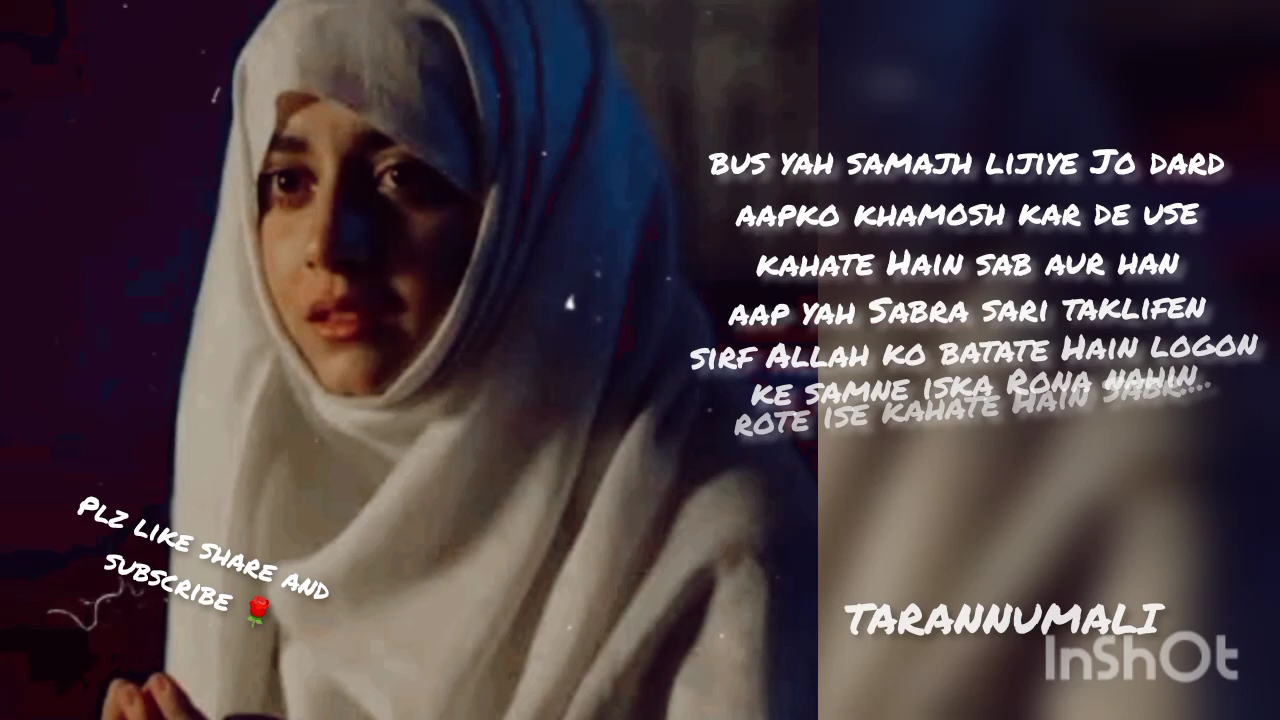 BUS YAH SAMAJH LIJIYE JO DARD
AAPKO KHAMOSH KAR DE USE
KAHATE HAIN SAB AUR HAN
AAP YAH SABRA SARI TAKLIFEN
SIRF ALLAH KO BATATE HAIN LOGON
KE SAMNE ISKA RONA NAHIN
ROTE ISE KAHATE HAIN SABR....
PLZ LIKE SHARE AND
SUBSCRIBE 🌹
TARANNUMALI
InShOt